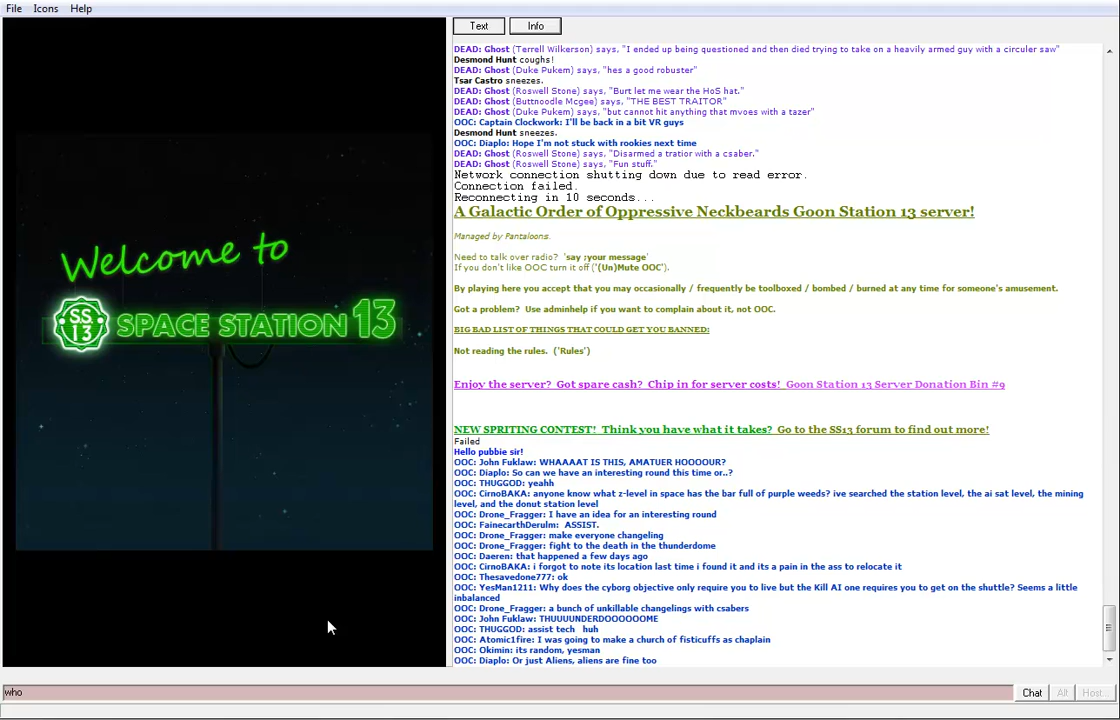 File Icons Help
Text Info
DEAD: Ghost (Terrell Wilkerson) says, "I ended up being questioned and then died trying to take on a heavily armed guy with a circuler saw"
Desmond Hunt coughs!
DEAD: Ghost (Duke Pukem) says, "hes a good robuster"
Tsar Castro sneezes.
DEAD: Ghost (Roswell Stone) says, "Burt let me wear the HoS hat."
DEAD: Ghost (Buttnoodle Mcgee) says, "THE BEST TRAITOR"
DEAD: Ghost (Duke Pukem) says, "but cannot hit anything that mvoes with a tazer"
OOC: Captain Clockwork: I'll be back in a bit VR guys
Desmond Hunt sneezes.
OOC: Diaplo: Hope I'm not stuck with rookies next time
DEAD: Ghost (Roswell Stone) says, "Disarmed a tratior with a csaber."
DEAD: Ghost (Roswell Stone) says, "Fun stuff."
Network connection shutting down due to read error.
Connection failed.
Reconnecting in 10 seconds...
A Galactic Order of Oppressive Neckbeards Goon Station 13 server!
Managed by Pantaloons.
Need to talk over radio? 'say ;your message'
If you don't like OOC turn it off ('(Un)Mute OOC').
By playing here you accept that you may occasionally / frequently be toolboxed / bombed / burned at any time for someone's amusement.
Got a problem? Use adminhelp if you want to complain about it, not OOC.
BIG BAD LIST OF THINGS THAT COULD GET YOU BANNED:
Not reading the rules. ('Rules')
Enjoy the server? Got spare cash? Chip in for server costs! Goon Station 13 Server Donation Bin #9
NEW SPRITING CONTEST! Think you have what it takes? Go to the SS13 forum to find out more!
Failed
Hello pubbie sir!
OOC: John Fuklaw: WHAAAAT IS THIS, AMATUER HOOOOUR?
OOC: Diaplo: So can we have an interesting round this time or..?
OOC: THUGGOD: yeahh
OOC: CirnoBAKA: anyone know what z-level in space has the bar full of purple weeds? ive searched the station level, the ai sat level, the mining
level, and the donut station level
OOC: Drone_Fragger: I have an idea for an interesting round
OOC: FainecarthDerulm: ASSIST.
OOC: Drone_Fragger: make everyone changeling
OOC: Drone_Fragger: fight to the death in the thunderdome
OOC: Daeren: that happened a few days ago
OOC: CirnoBAKA: i forgot to note its location last time i found it and its a pain in the ass to relocate it
OOC: Thesavedone777: ok
OOC: YesMan1211: Why does the cyborg objective only require you to live but the Kill AI one requires you to get on the shuttle? Seems a little
inbalanced
OOC: Drone_Fragger: a bunch of unkillable changelings with csabers
OOC: John Fuklaw: THUUUUNDERDOOOOOOME
OOC: THUGGOD: assist tech huh
OOC: Atomic1fire: I was going to make a church of fisticuffs as chaplain
OOC: Okimin: its random, yesman
OOC: Diaplo: Or just Aliens, aliens are fine too
Welcome to
S.S.
13
SPACE STATION 13
who
Chat Alt Host...